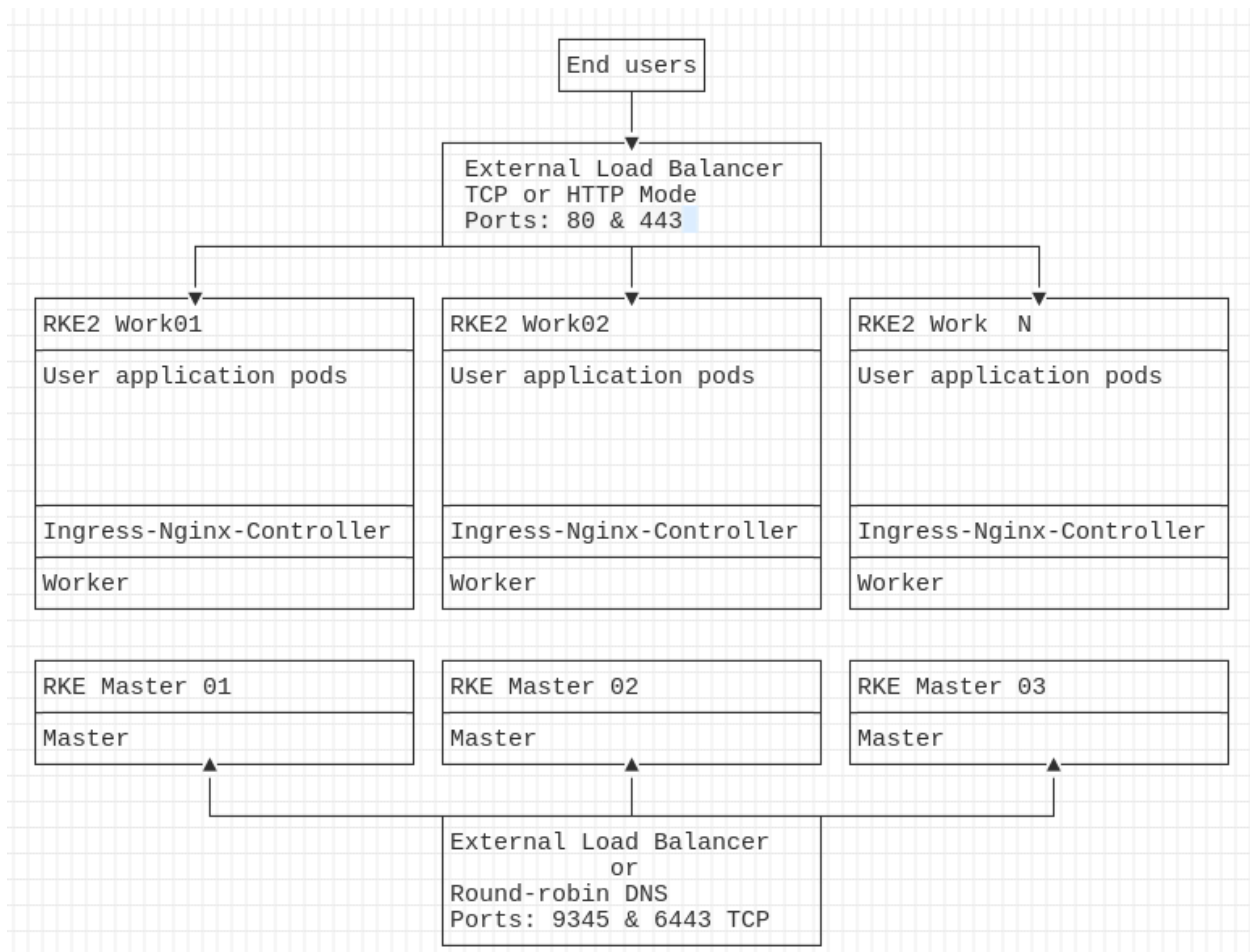 End users
External Load Balancer
TCP or HTTP Mode
Ports: 80 & 443
RKE2 Work01
User application pods
Ingress-Nginx-Controller
Worker
RKE2 Work02
User application pods
Ingress-Nginx-Controller
Worker
RKE2 Work  N
User application pods
Ingress-Nginx-Controller
Worker
RKE Master 01
Master
RKE Master 02
Master
RKE Master 03
Master
External Load Balancer
or
Round-robin DNS
Ports: 9345 & 6443 TCP